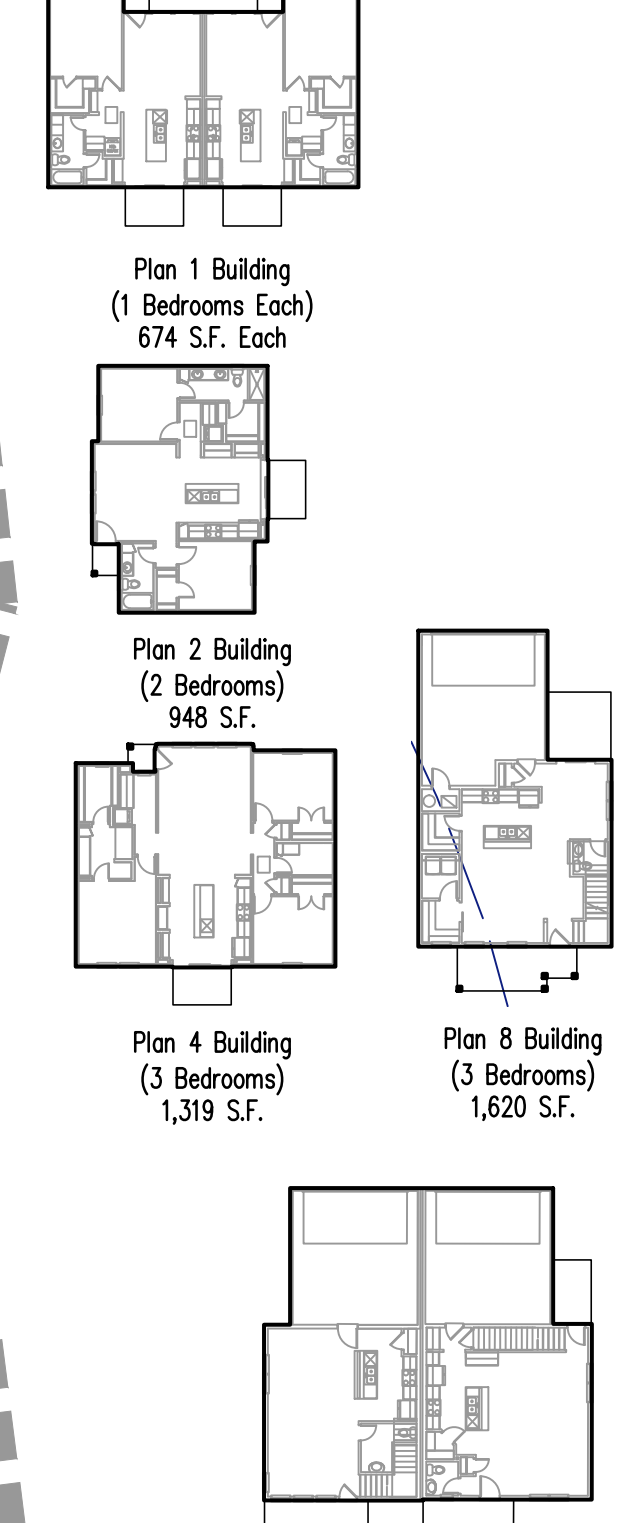 Plan 1 Building
(1 Bedrooms Each)
674 S.F. Each
Plan 2 Building
(2 Bedrooms)
948 S.F.
Plan 4 Building
(3 Bedrooms)
1,319 S.F.
Plan 8 Building
(3 Bedrooms)
1,620 S.F.